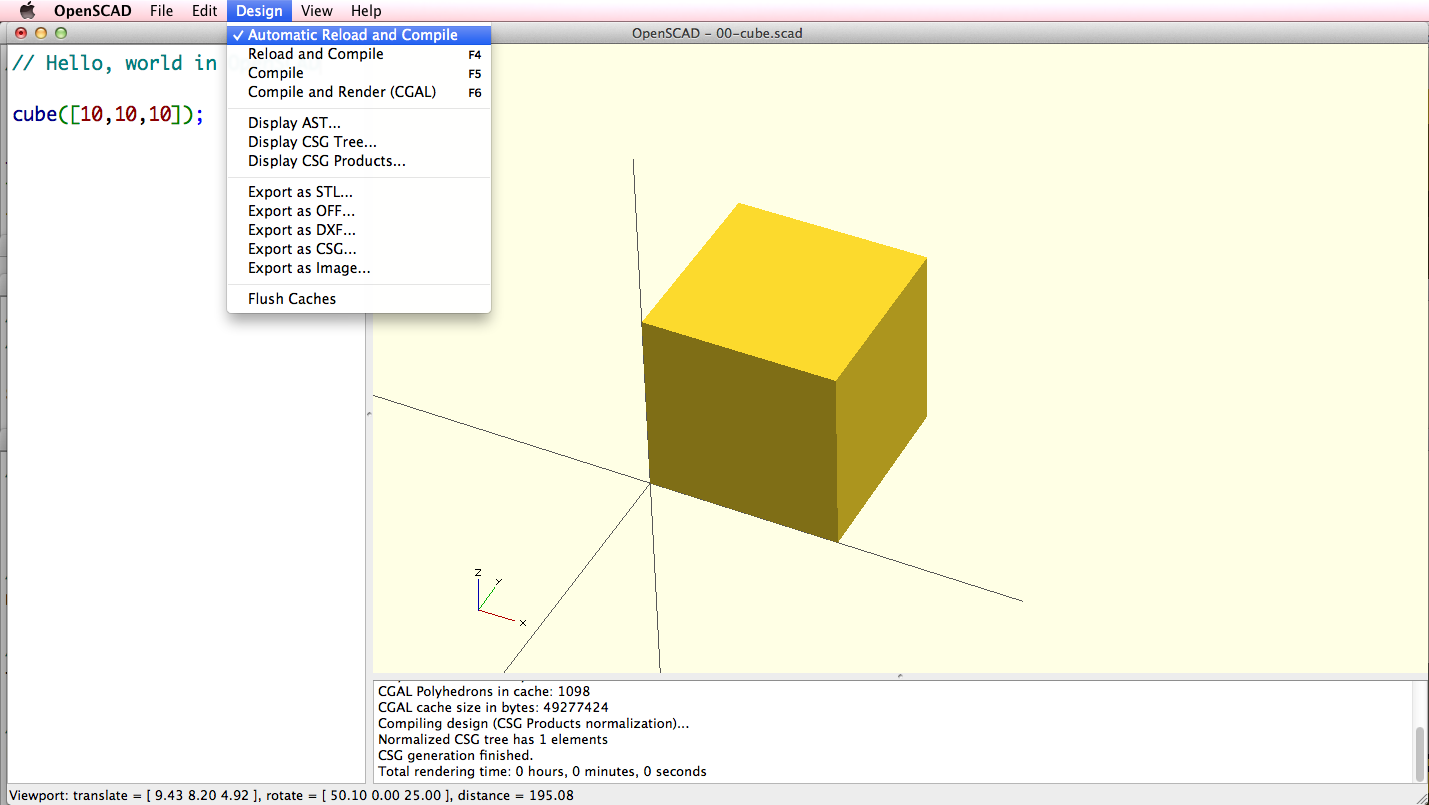 OpenSCAD File Edit Design View Help
OpenSCAD – 00-cube.scad
// Hello, world in
cube([10,10,10]);
✓ Automatic Reload and Compile
Reload and Compile F4
Compile F5
Compile and Render (CGAL) F6
Display AST...
Display CSG Tree...
Display CSG Products...
Export as STL...
Export as OFF...
Export as DXF...
Export as CSG...
Export as Image...
Flush Caches
Z
Y
X
CGAL Polyhedrons in cache: 1098
CGAL cache size in bytes: 49277424
Compiling design (CSG Products normalization)...
Normalized CSG tree has 1 elements
CSG generation finished.
Total rendering time: 0 hours, 0 minutes, 0 seconds
Viewport: translate = [ 9.43 8.20 4.92 ], rotate = [ 50.10 0.00 25.00 ], distance = 195.08